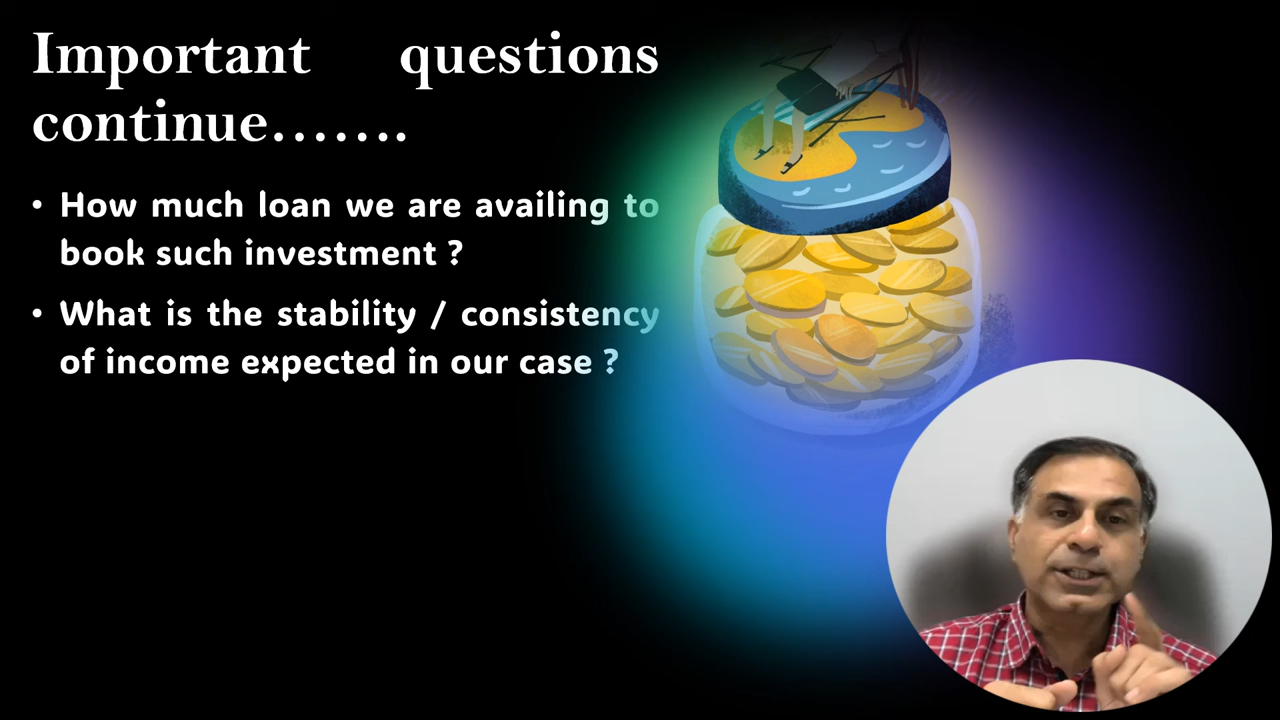 Important questions
continue.......
• How much loan we are availing to
book such investment ?
• What is the stability / consistency
of income expected in our case ?